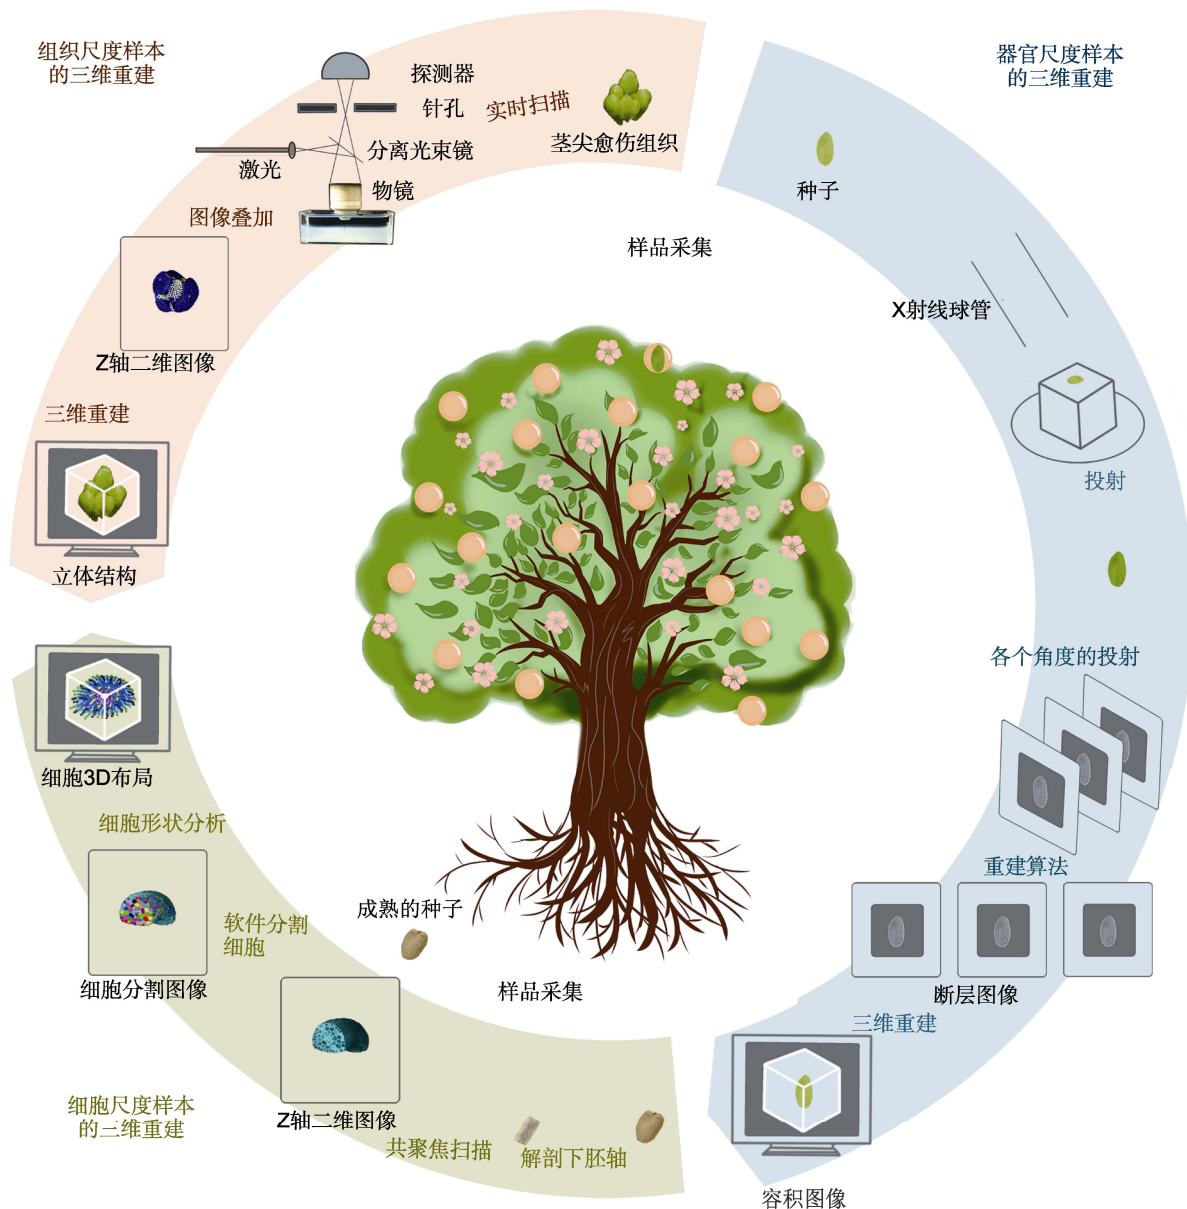 组织尺度样本
的三维重建
探测器
针孔
实时扫描
茎尖愈伤组织
分离光束镜
激光
物镜
图像叠加
Z轴二维图像
三维重建
立体结构
器官尺度样本
的三维重建
种子
样品采集
X射线球管
投射
各个角度的投射
重建算法
断层图像
三维重建
容积图像
细胞3D布局
细胞形状分析
软件分割
细胞
细胞分割图像
成熟的种子
样品采集
Z轴二维图像
细胞尺度样本
的三维重建
共聚焦扫描
解剖下胚轴